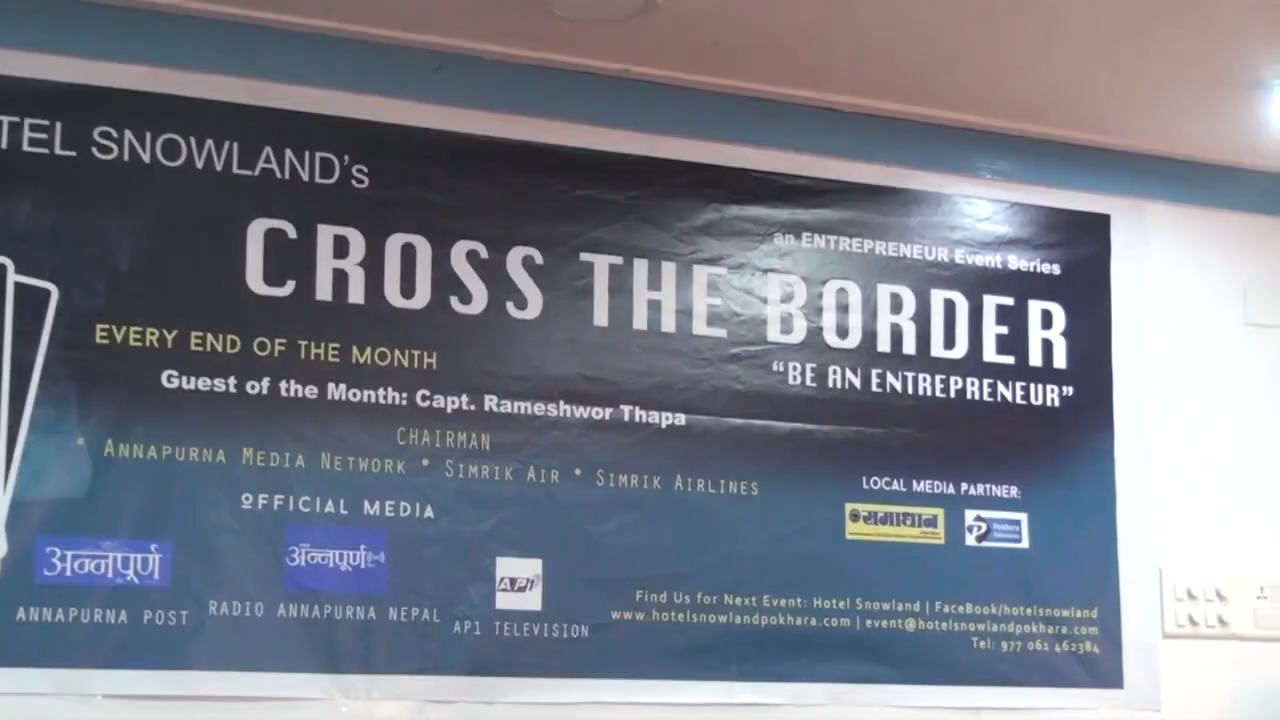 TEL SNOWLAND's
an ENTREPRENEUR Event Series
CROSS THE BORDER
"BE AN ENTREPRENEUR"
EVERY END OF THE MONTH
Guest of the Month: Capt. Rameshwor Thapa
CHAIRMAN
* ANNAPURNA MEDIA NETWORK * SIMRIK AIR * SIMRIK AIRLINES
OFFICIAL MEDIA
अन्नपूर्ण
ANNAPURNA POST
अन्नपूर्ण
RADIO ANNAPURNA NEPAL
AP1
AP1 TELEVISION
LOCAL MEDIA PARTNER:
समाधान
Find Us for Next Event: Hotel Snowland | FaceBook/hotelsnowland
www.hotelsnowlandpokhara.com | event@hotelsnowlandpokhara.com
Tel: 977 061 462384